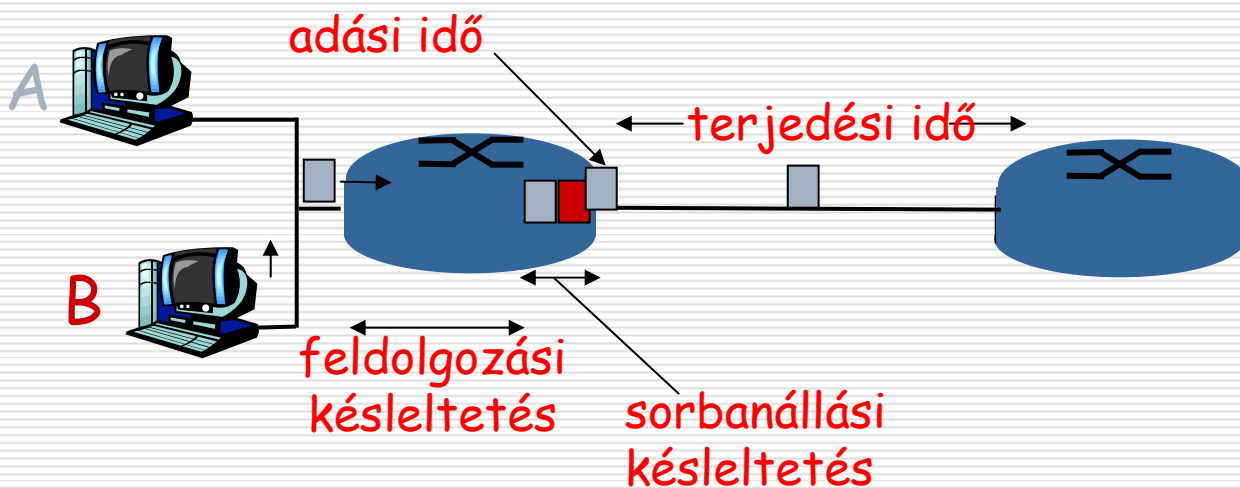 adási idő
A
terjedési idő
B
feldolgozási
késleltetés
sorbanállási
késleltetés